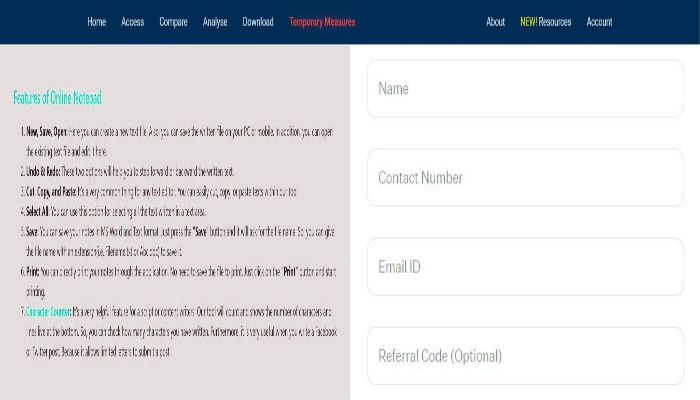 Home Access Compare Analyse Download Temporary Measures About NEW! Resources Account
Features of Online Notepad
1. New, Save, Open: Here you can create a new text file. Also, you can save the written file on your PC or mobile. In addition, you can open
the existing text file and edit it here.
2. Undo & Redo: These two options will help you to step forward or backward the written text.
3. Cut, Copy, and Paste: It's a very common thing for any text editor. You can easily cut, copy, or paste texts within our tool
4. Select All: You can use this option for selecting all the text written in a text area.
5. Save: You can save your notes in MS Word and Text format. Just press the "Save" button and it will ask for the file name. So, you can give
the file name with an extension(i.e. Filename.txt or Abc.doc) to save it.
6. Print: You can directly print your notes through the application. No need to save the file to print. Just click on the "Print" button and start
printing.
7. Character Counter: It's a very helpful feature for a script or content writers. Our tool will count and shows the number of characters and
lines live at the bottom. So, you can check how many characters you have written. Furthermore, it is very useful when you write a Facebook
or Twitter post. Because it allows limited letters to submit a post.
Name
Contact Number
Email ID
Referral Code (Optional)